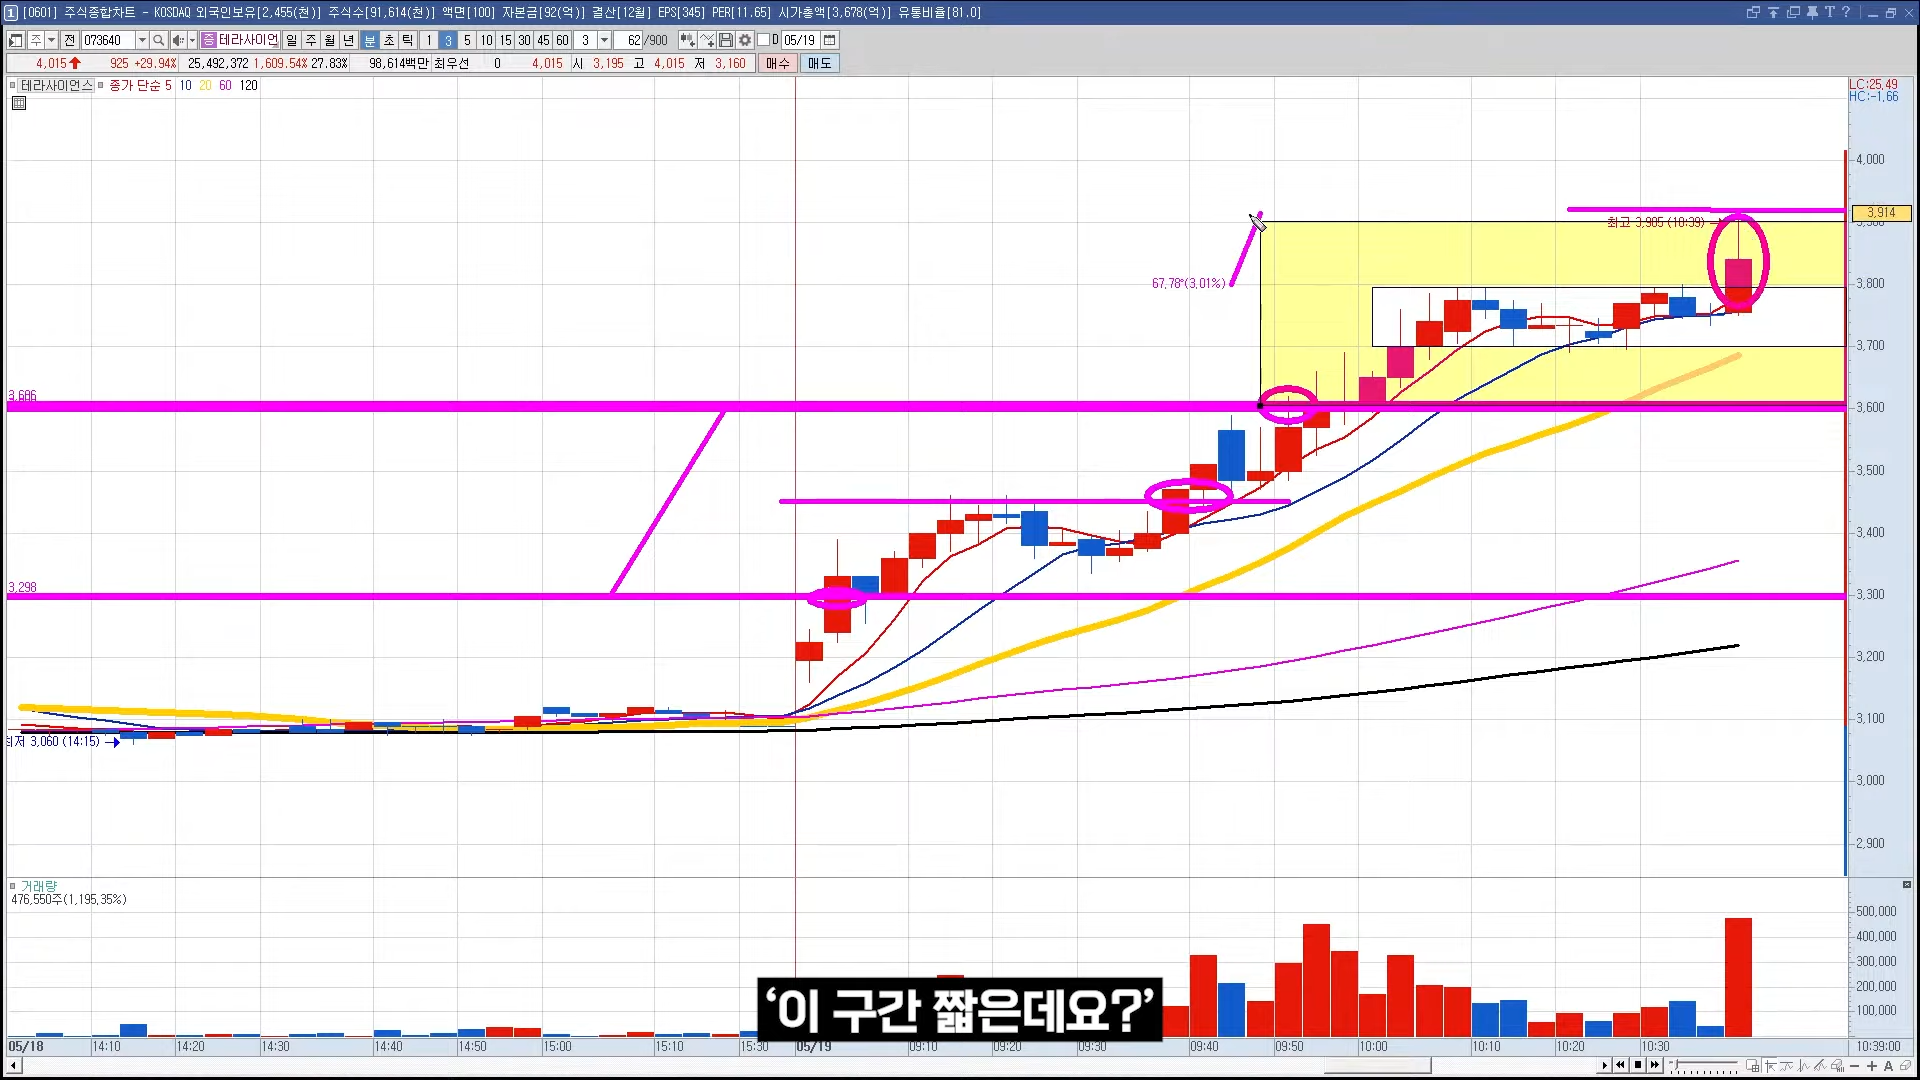 1 [0601] 주식종합차트 - KOSDAQ 외국인보유[2,455(천)] 주식수[91,614(천)] 액면[100] 자본금[92(억)] 결산[12월] EPS[345] PER[11.65] 시가총액[3,678(억)] 유통비율[81.0]
주 전 073640 증 테라사이언 일 주 월 년 분 초 틱 1 3 5 10 15 30 45 60 3 62 /900 D 05/19
4,015 925 +29.94% 25,492,372 1,609.54% 27.83% 98,614백만 최우선 0 4,015 시 3,195 고 4,015 저 3,160 매수 매도
테라사이언스 종가 단순 5 10 20 60 120
LC:25.49
HC:-1.66
4,000
3,914
최고 3,905 (10:39)
67.78°(3.01%)
3,800
3,700
3,600
3,500
3,400
3,298
3,300
3,200
3,100
최저 3,060 (14:15)
3,000
2,900
거래량
476,550주(1,195.35%)
500,000
400,000
300,000
200,000
100,000
‘이 구간 짧은데요?’
05/18 14:10 14:20 14:30 14:40 14:50 15:00 15:10 15:30 05/19 09:10 09:20 09:30 09:40 09:50 10:00 10:10 10:20 10:30 10:39:00